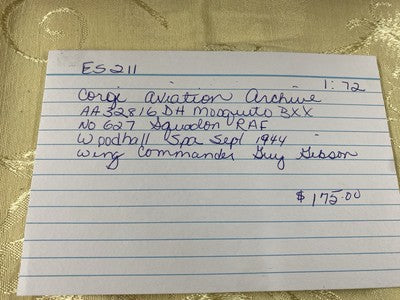 ES211
1:72
Corgi Aviation Archive
AA32816 DH Mosquito BXX
No 627 Squadon RAF
Woodhall Spa Sept 1944
Wing Commander Guy Gibson
$175.00